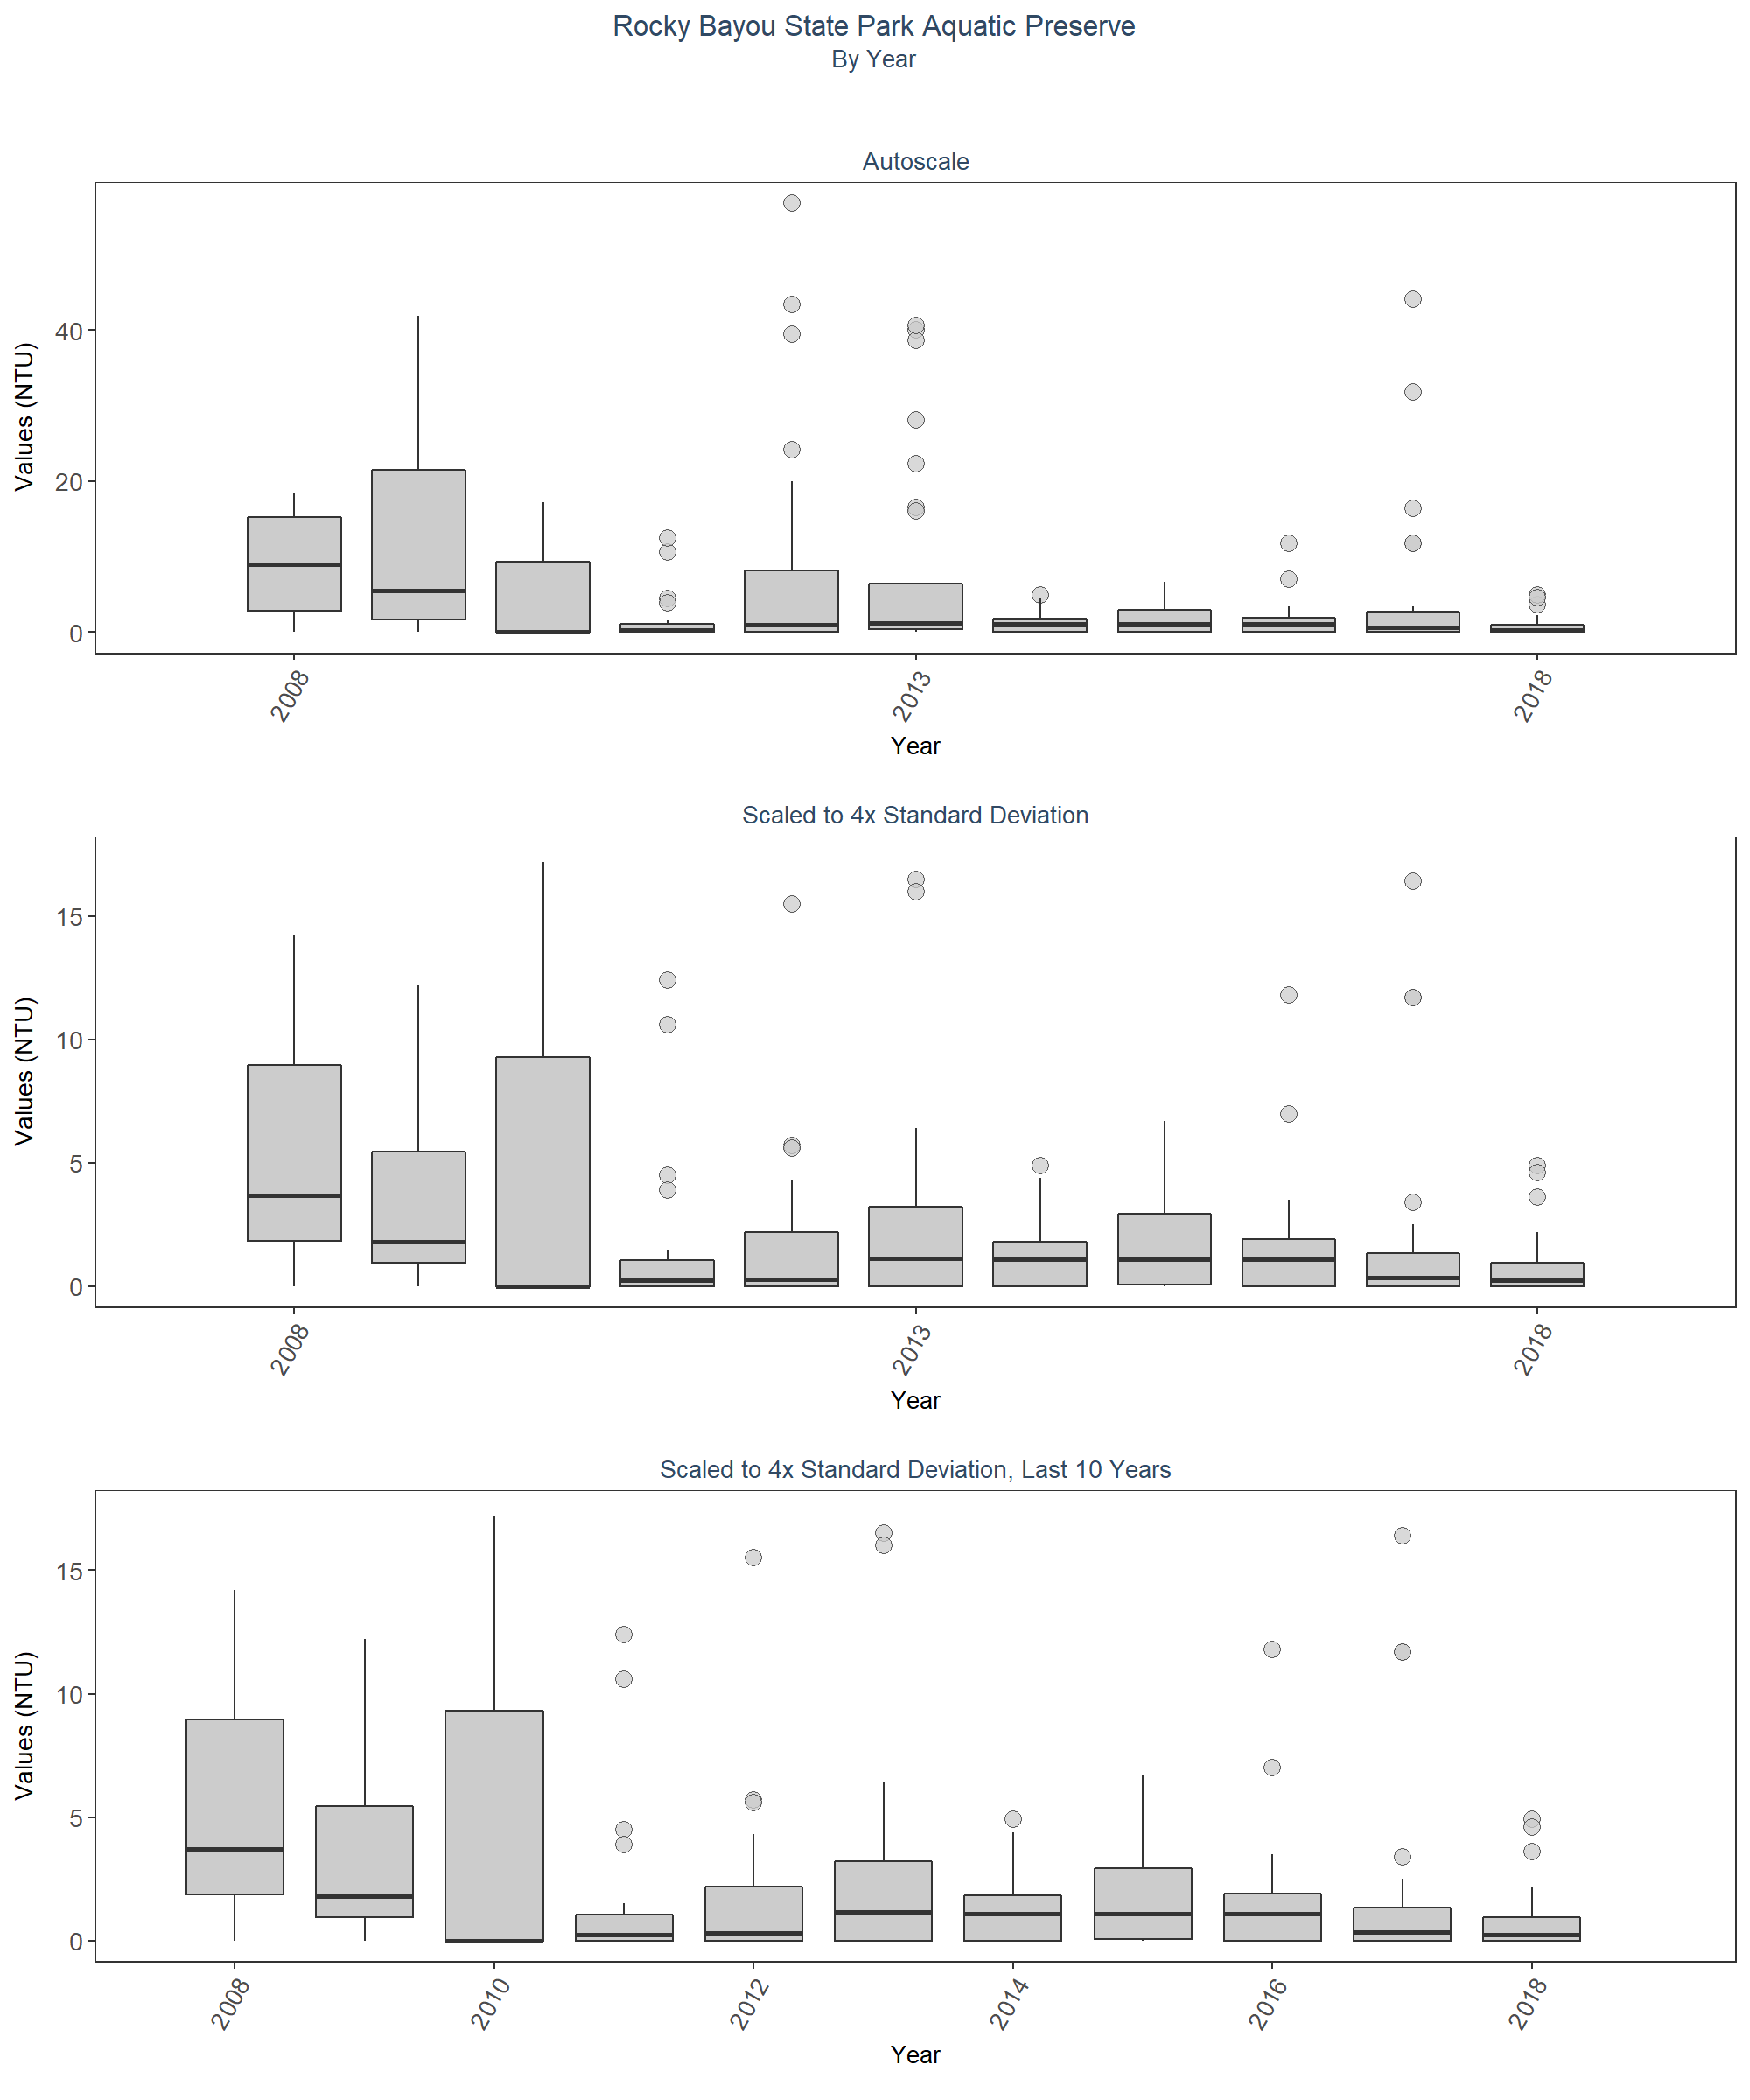 Rocky Bayou State Park Aquatic Preserve
By Year
Autoscale
Values (NTU)
40
20
0
2008
2013
2018
Year
Scaled to 4x Standard Deviation
Values (NTU)
15
10
5
0
2008
2013
2018
Year
Scaled to 4x Standard Deviation, Last 10 Years
Values (NTU)
15
10
5
0
2008
2010
2012
2014
2016
2018
Year